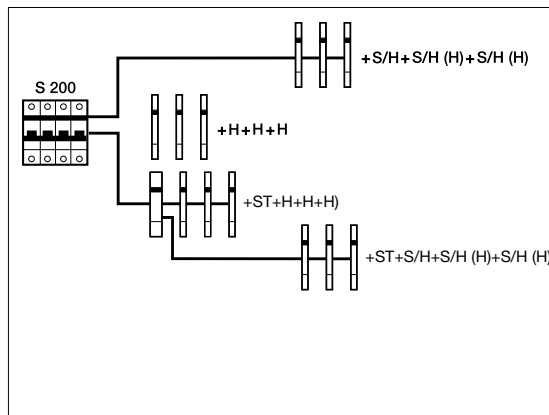 +S/H+S/H (H)+S/H (H)
S 200
+H+H+H
+ST+H+H+H)
+ST+S/H+S/H (H)+S/H (H)